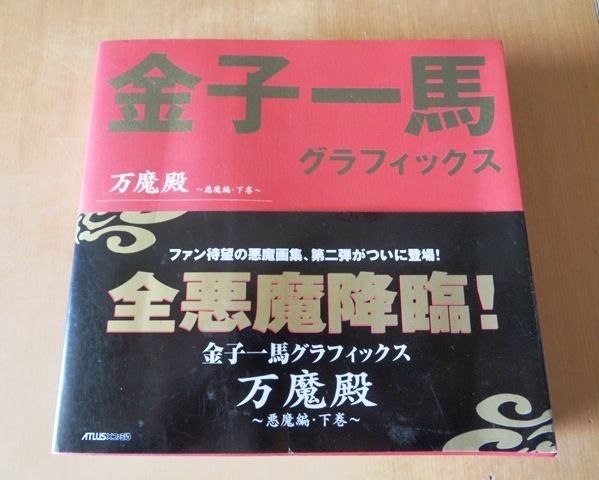 金子一馬
グラフィックス
万魔殿 ～悪魔編・下巻～
ファン待望の悪魔画集、第二弾がついに登場!
全悪魔降臨!
金子一馬グラフィックス
万魔殿
～悪魔編・下巻～
ATLUS